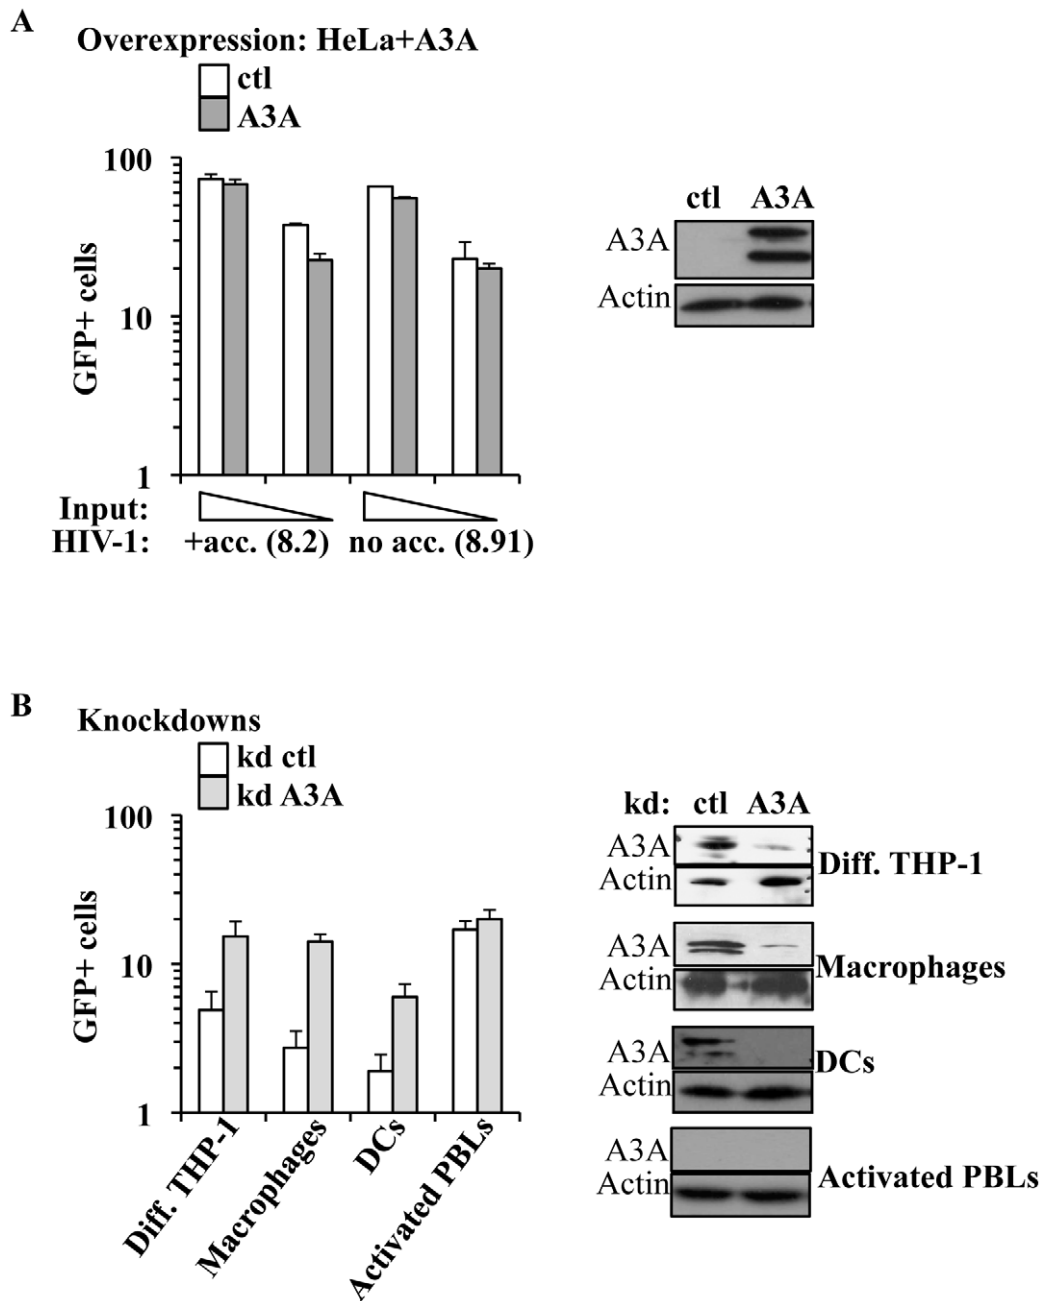 A
Overexpression: HeLa+A3A
ctl
A3A
100
10
1
GFP+ cells
Input:
HIV-1: +acc. (8.2) no acc. (8.91)
ctl A3A
A3A
Actin
B
Knockdowns
kd ctl
kd A3A
100
10
1
GFP+ cells
Diff. THP-1
Macrophages
DCs
Activated PBLs
kd: ctl A3A
A3A
Actin
Diff. THP-1
A3A
Actin
Macrophages
A3A
Actin
DCs
A3A
Actin
Activated PBLs